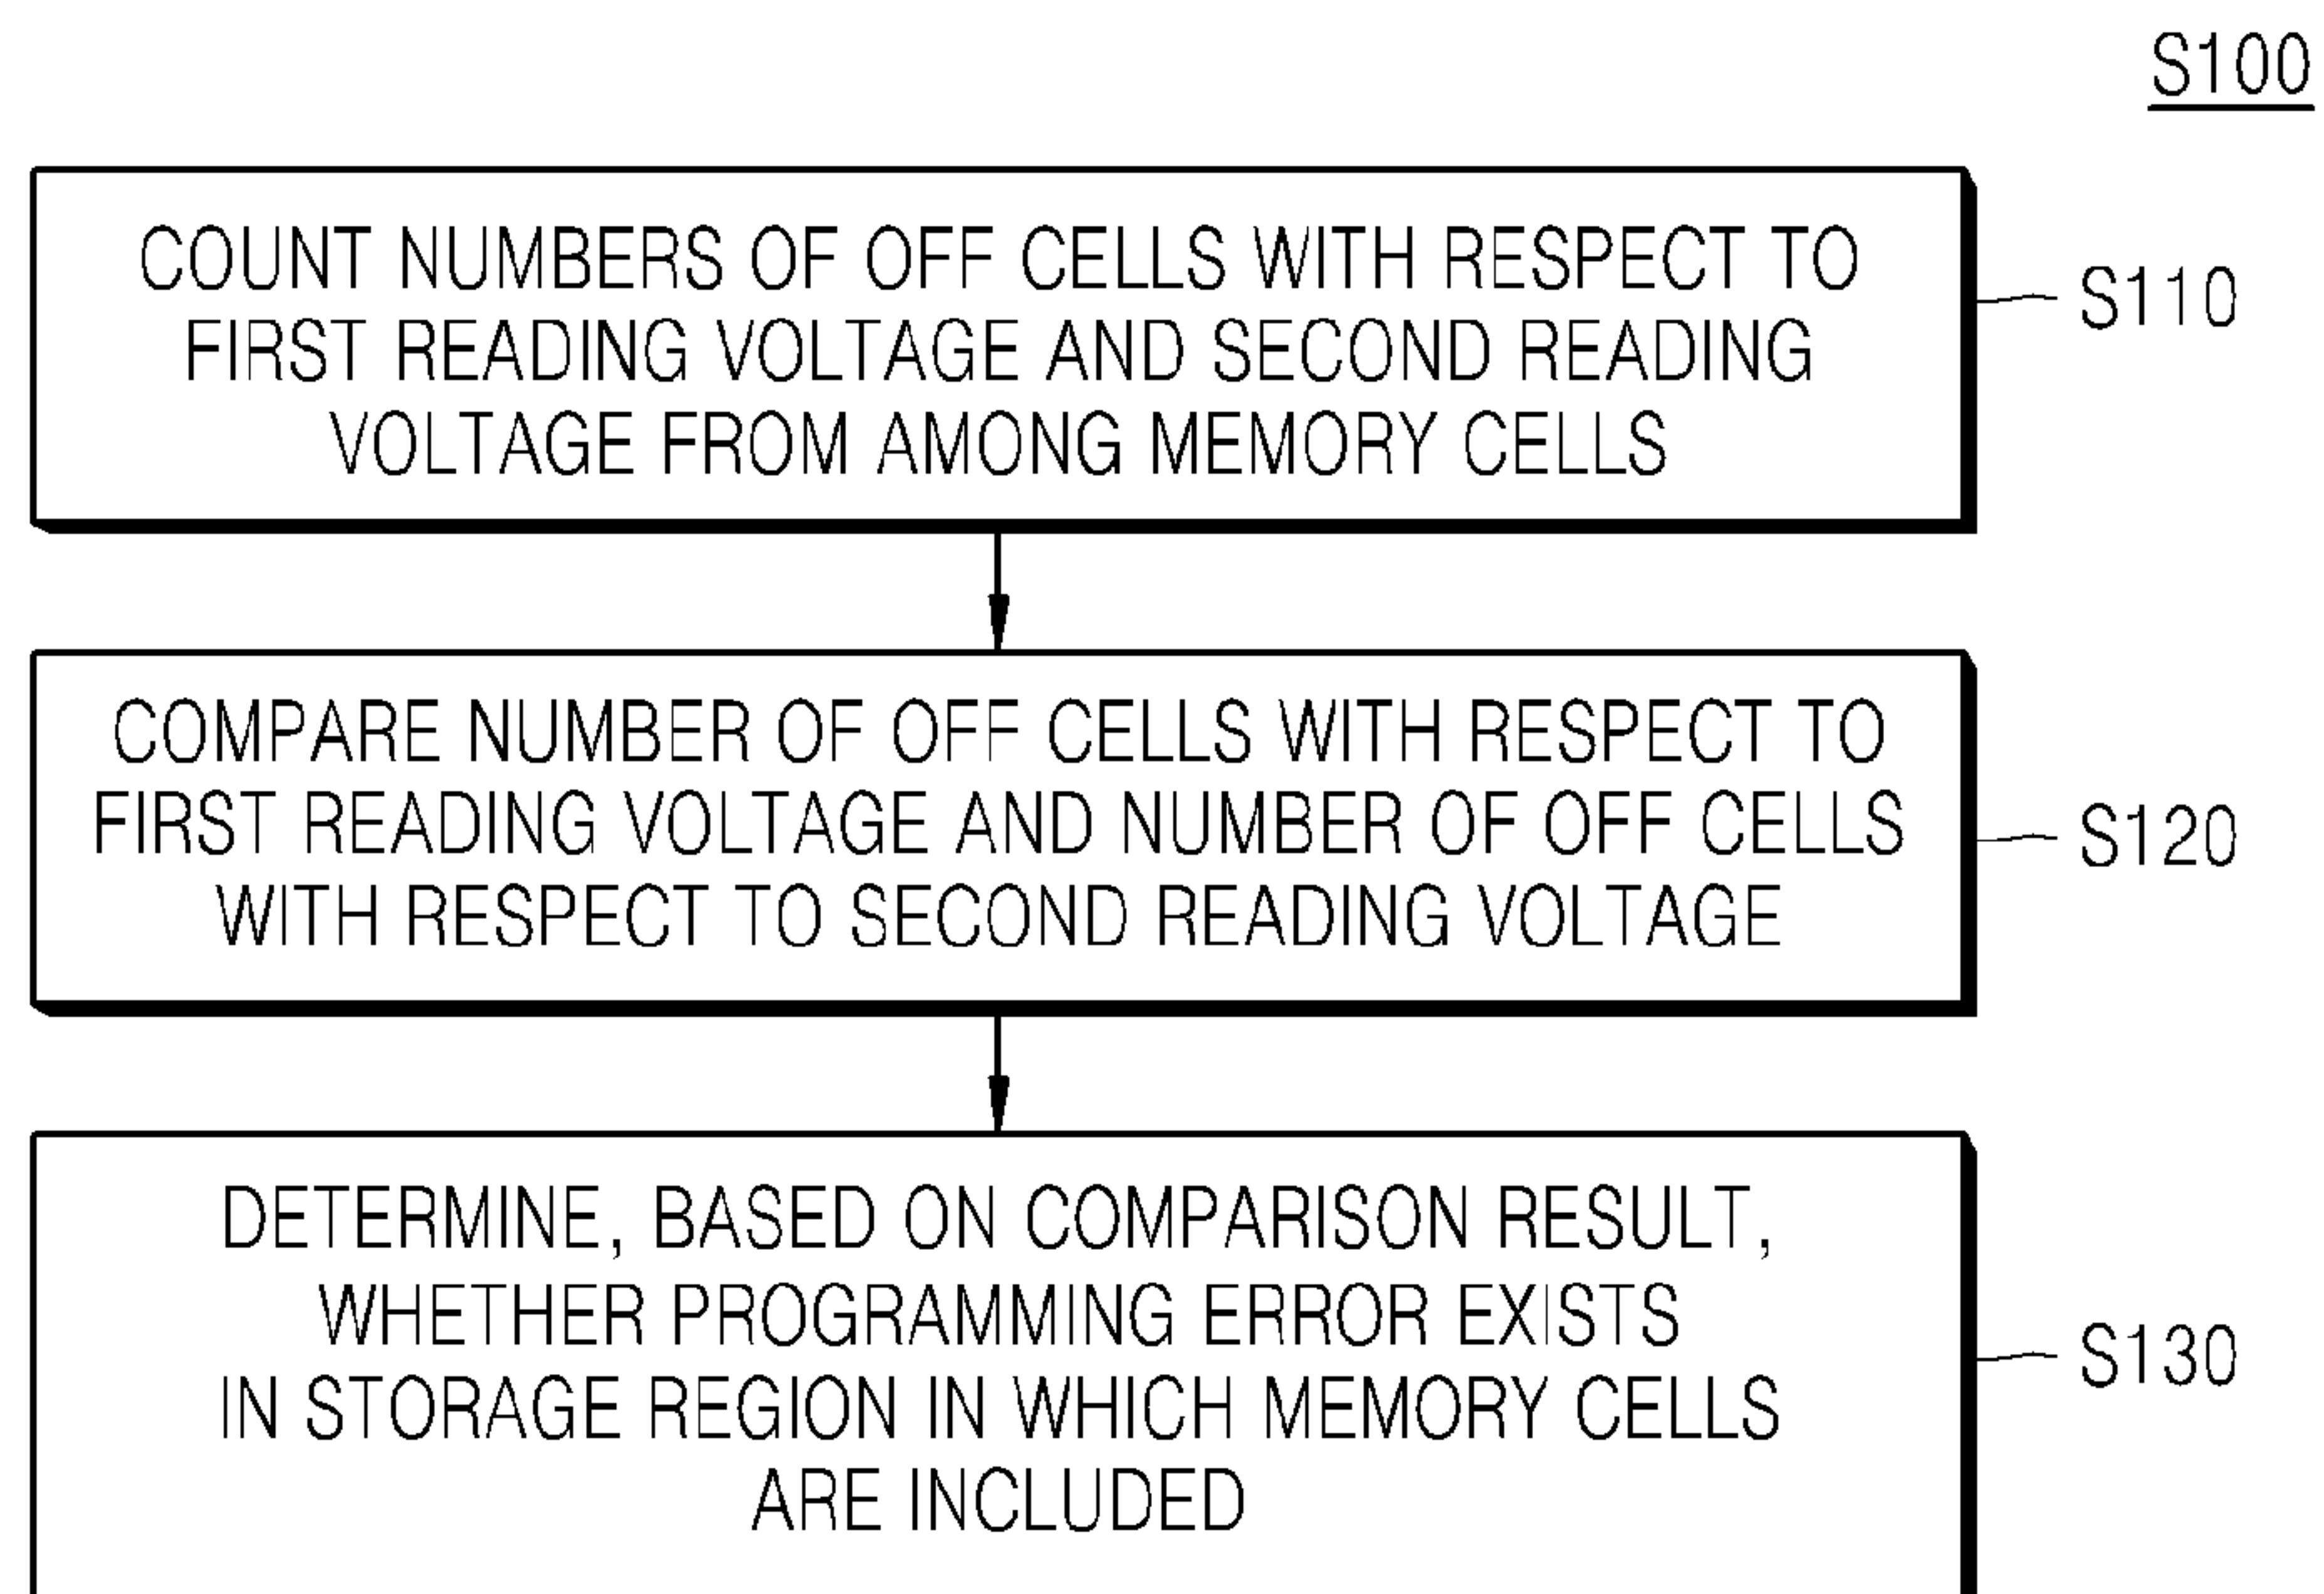 S100
COUNT NUMBERS OF OFF CELLS WITH RESPECT TO
FIRST READING VOLTAGE AND SECOND READING
VOLTAGE FROM AMONG MEMORY CELLS
S110
COMPARE NUMBER OF OFF CELLS WITH RESPECT TO
FIRST READING VOLTAGE AND NUMBER OF OFF CELLS
WITH RESPECT TO SECOND READING VOLTAGE
S120
DETERMINE, BASED ON COMPARISON RESULT,
WHETHER PROGRAMMING ERROR EXISTS
IN STORAGE REGION IN WHICH MEMORY CELLS
ARE INCLUDED
S130